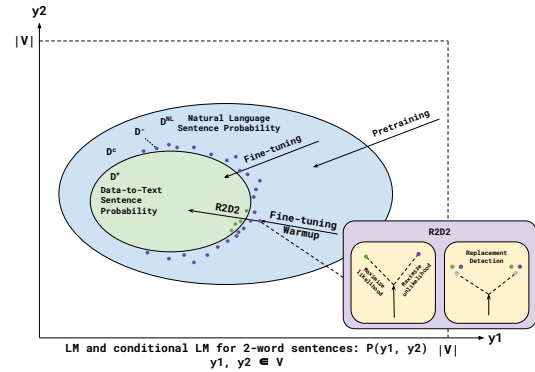 y2
|V|
D^NL
Natural Language
Sentence Probability
D^-
D^c
D^+
Data-to-Text
Sentence
Probability
Pretraining
Fine-tuning
R2D2
Fine-tuning
Warmup
R2D2
Maximize
likelihood
Maximize
unlikelihood
Replacement
Detection
y1
LM and conditional LM for 2-word sentences: P(y1, y2)
|V|
y1, y2 ∈ V